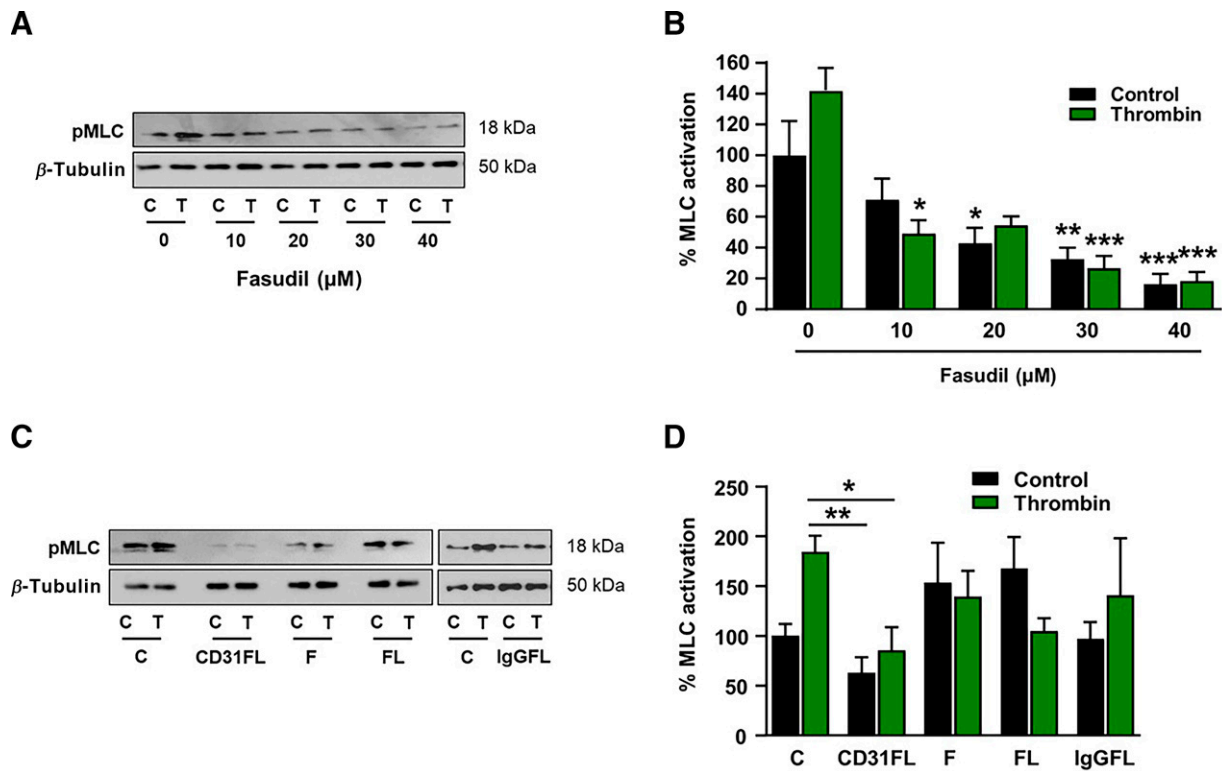 A
pMLC
18 kDa
β-Tubulin
50 kDa
C T C T C T C T C T
0 10 20 30 40
Fasudil (μM)
B
160
140
120
100
80
60
40
20
0
% MLC activation
Control
Thrombin
* * ** *** *** ***
0 10 20 30 40
Fasudil (μM)
C
pMLC
18 kDa
β-Tubulin
50 kDa
C T C T C T C T C T C T
C CD31FL F FL C IgGFL
D
250
200
150
100
50
0
% MLC activation
Control
Thrombin
*
**
C CD31FL F FL IgGFL